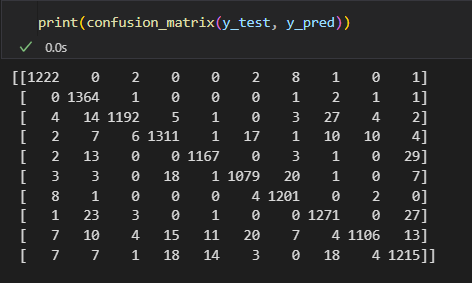 print(confusion_matrix(y_test, y_pred))
0.0s
[[1222 0 2 0 0 2 8 1 0 1]
[ 0 1364 1 0 0 0 1 2 1 1]
[ 4 14 1192 5 1 0 3 27 4 2]
[ 2 7 6 1311 1 17 1 10 10 4]
[ 2 13 0 0 1167 0 3 1 0 29]
[ 3 3 0 18 1 1079 20 1 0 7]
[ 8 1 0 0 0 4 1201 0 2 0]
[ 1 23 3 0 1 0 0 1271 0 27]
[ 7 10 4 15 11 20 7 4 1106 13]
[ 7 7 1 18 14 3 0 18 4 1215]]